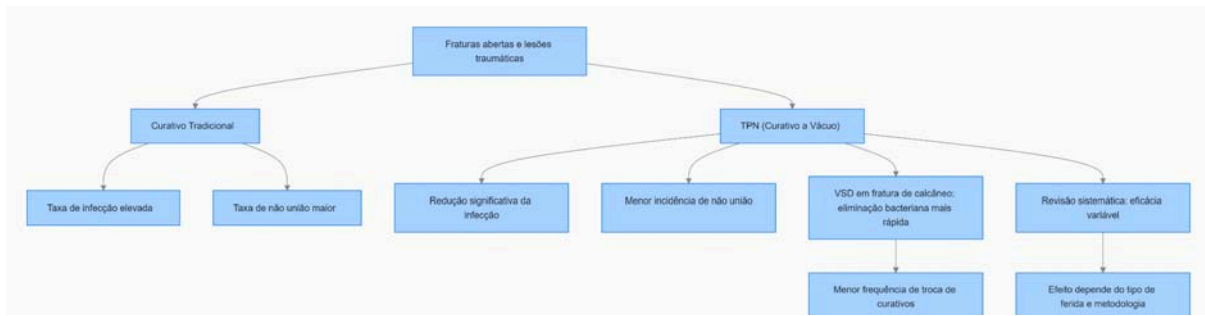 Fraturas abertas e lesões
traumáticas
Curativo Tradicional
TPN (Curativo a Vácuo)
Taxa de infecção elevada
Taxa de não união maior
Redução significativa da
infecção
Menor incidência de não união
VSD em fratura de calcâneo:
eliminação bacteriana mais
rápida
Revisão sistemática: eficácia
variável
Menor frequência de troca de
curativos
Efeito depende do tipo de
ferida e metodologia